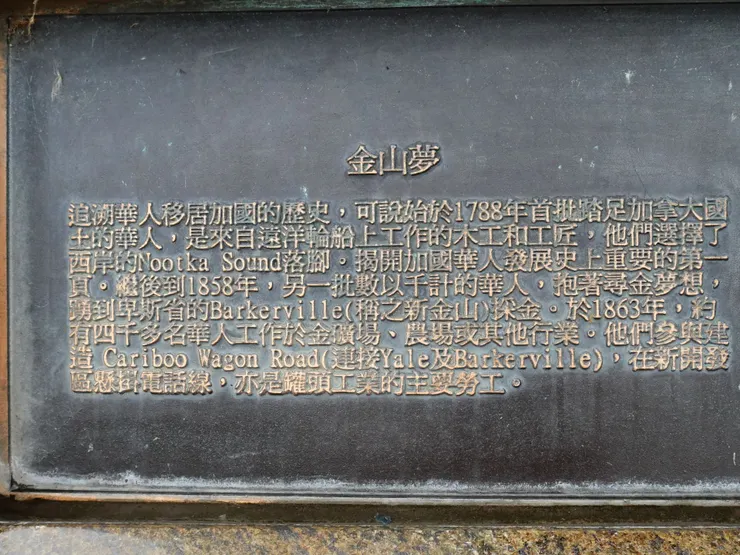 金山夢
追溯華人移居加國的歷史，可說始於1788年首批踏足加拿大國
土的華人，是來自遠洋輪船上工作的木工和工匠，他們選擇了
西岸的Nootka Sound落腳。揭開加國華人發展史上重要的第一
頁。繼後到1858年，另一批數以千計的華人，抱著尋金夢想，
踴到卑斯省的Barkerville(稱之新金山)採金。於1863年，約
有四千多名華人工作於金礦場、農場或其他行業。他們參與建
造 Cariboo Wagon Road(連接Yale及Barkerville)，在新開發
區懸掛電話線，亦是罐頭工業的主要勞工。